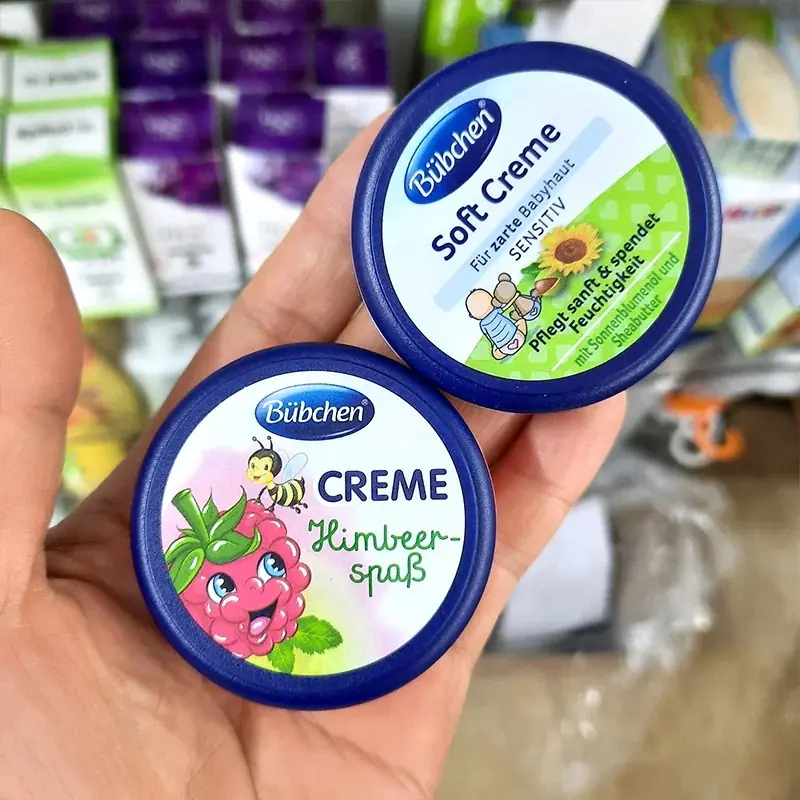 Bübchen®
Soft Creme
Für zarte Babyhaut
SENSITIV
pflegt sanft & spendet
Feuchtigkeit
mit Sonnenblumenöl und
Sheabutter
Bübchen®
CREME
Himbeer-
spaß